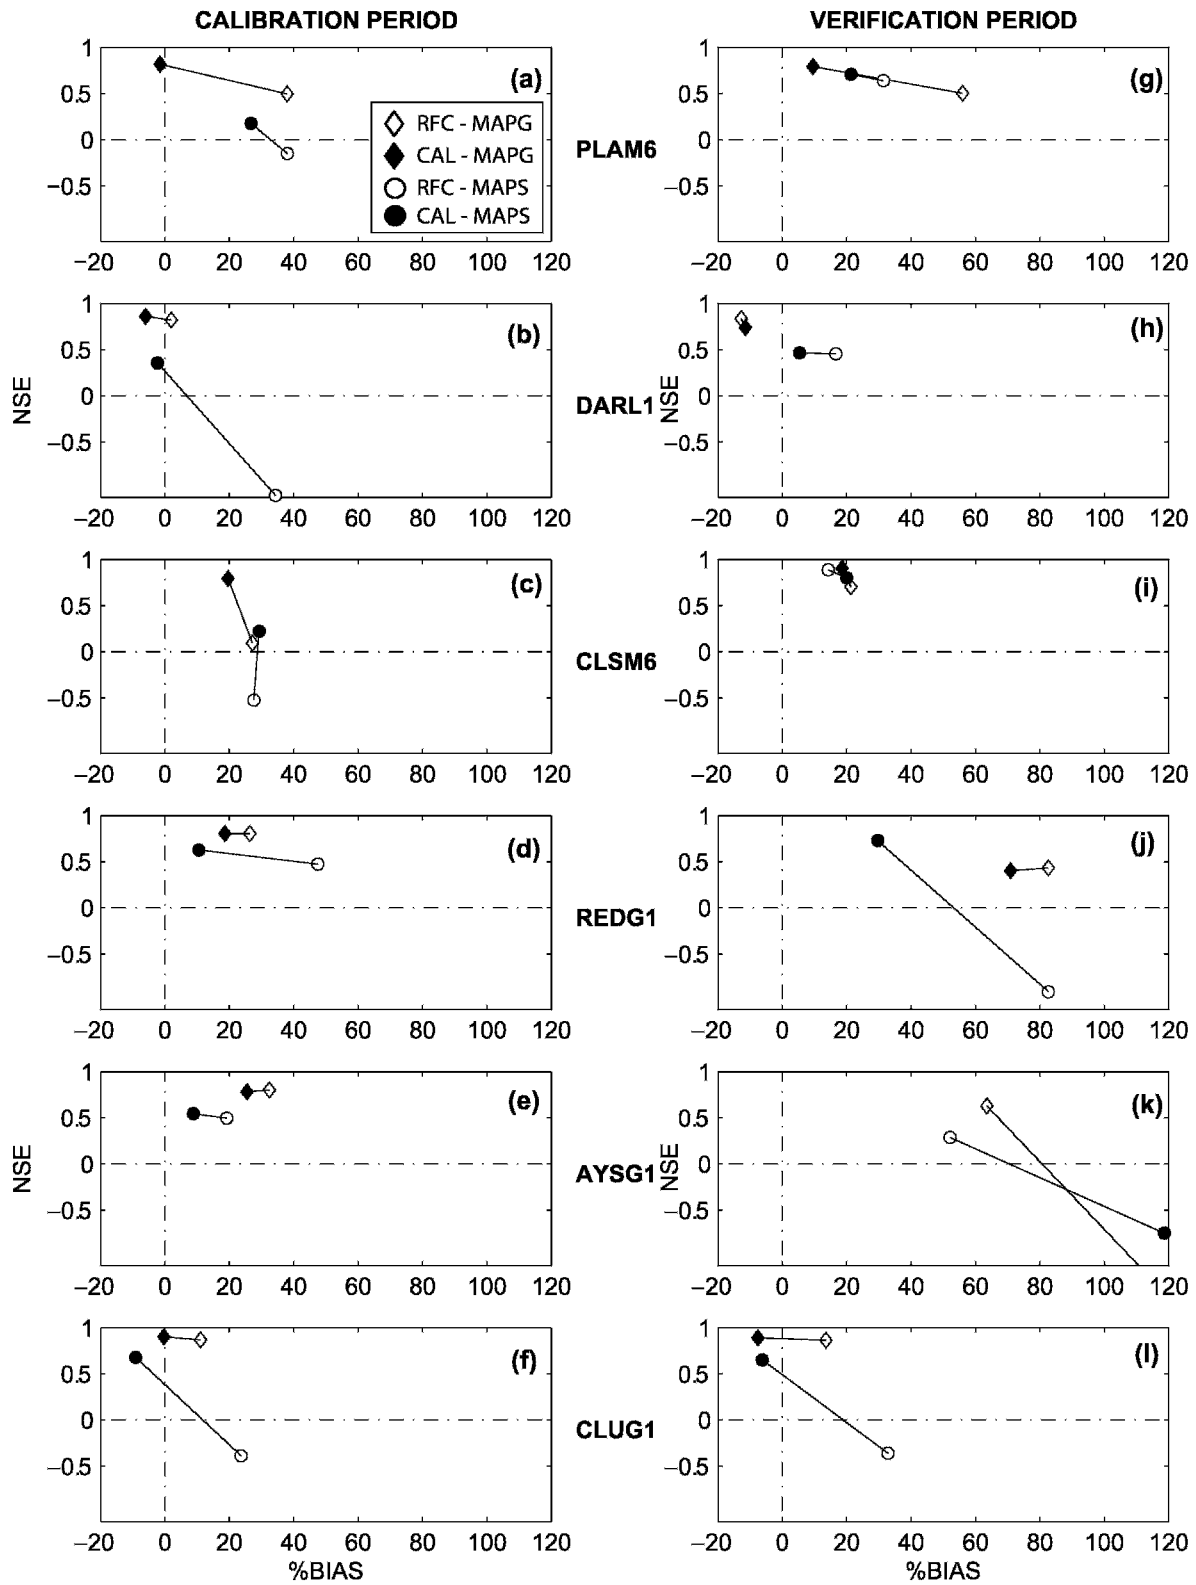 CALIBRATION PERIOD VERIFICATION PERIOD
1 1
(a) (g)
0.5 0.5
RFC - MAPG
0 0
CAL - MAPG PLAM6
−0.5 RFC - MAPS −0.5
CAL - MAPS
−20 0 20 40 60 80 100 120 −20 0 20 40 60 80 100 120
1 1
(b) (h)
0.5 0.5
NSE 0 DARL1 NSE 0
−0.5 −0.5
−20 0 20 40 60 80 100 120 −20 0 20 40 60 80 100 120
1 1
(c) (i)
0.5 0.5
0 CLSM6 0
−0.5 −0.5
−20 0 20 40 60 80 100 120 −20 0 20 40 60 80 100 120
1 1
(d) (j)
0.5 0.5
0 REDG1 0
−0.5 −0.5
−20 0 20 40 60 80 100 120 −20 0 20 40 60 80 100 120
1 1
(e) (k)
0.5 0.5
NSE 0 AYSG1 NSE 0
−0.5 −0.5
−20 0 20 40 60 80 100 120 −20 0 20 40 60 80 100 120
1 1
(f) (l)
0.5 0.5
0 CLUG1 0
−0.5 −0.5
−20 0 20 40 60 80 100 120 −20 0 20 40 60 80 100 120
%BIAS %BIAS